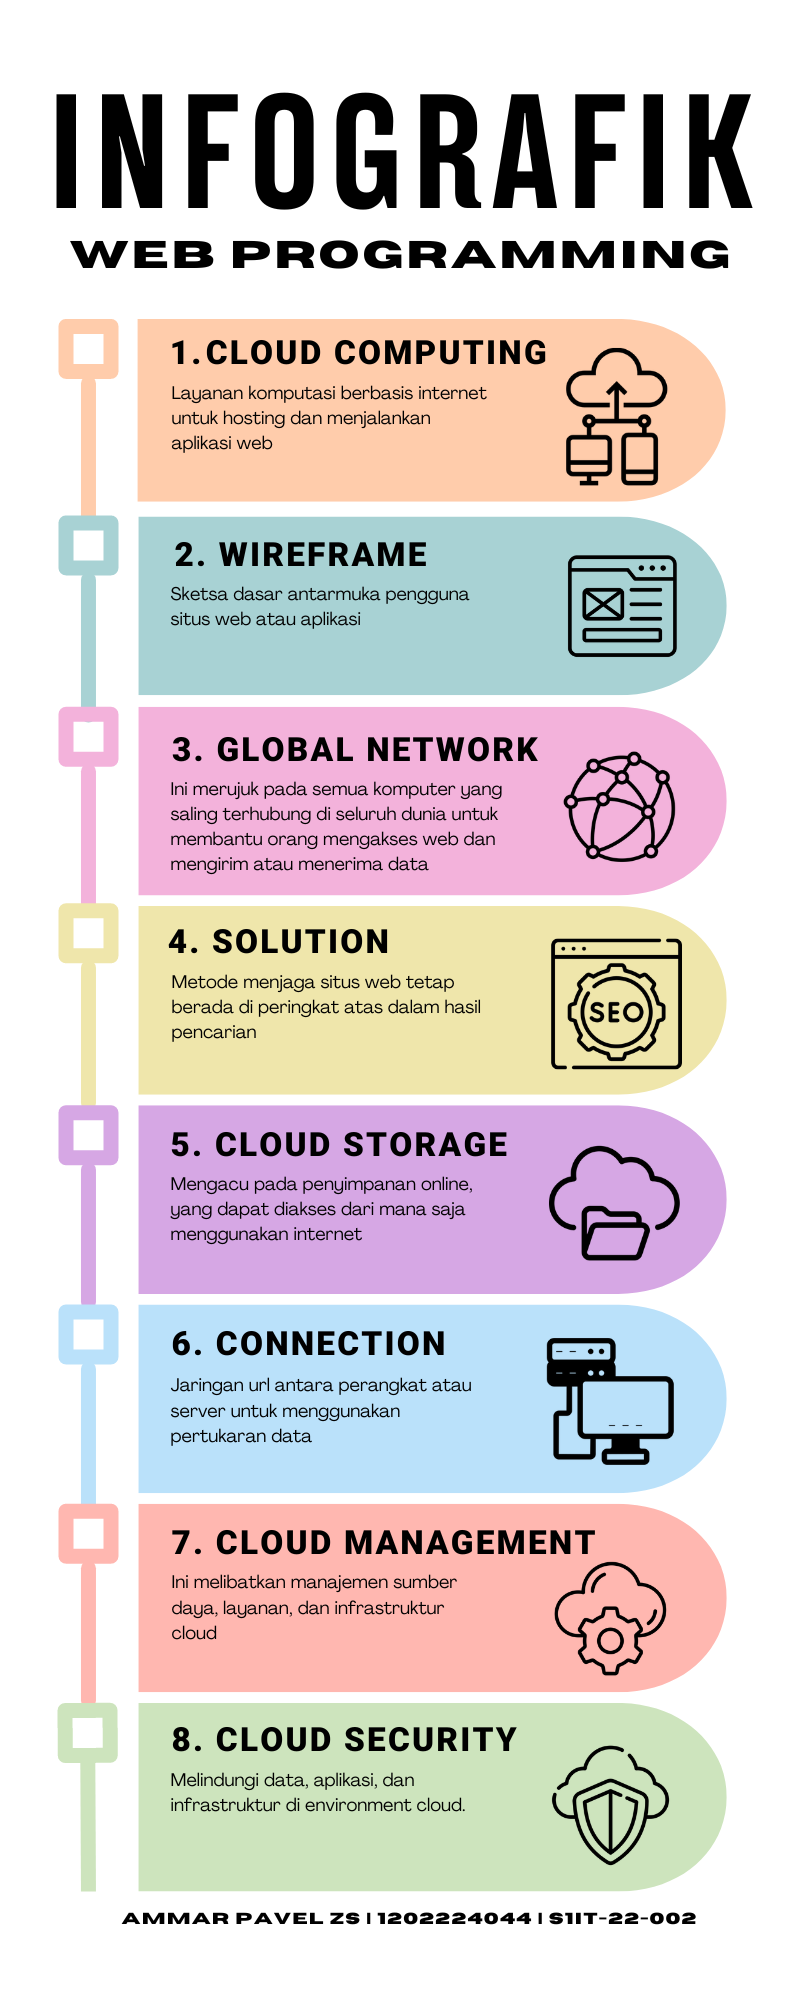 INFOGRAFIK
WEB PROGRAMMING
1. CLOUD COMPUTING
Layanan komputasi berbasis internet
untuk hosting dan menjalankan
aplikasi web
2. WIREFRAME
Sketsa dasar antarmuka pengguna
situs web atau aplikasi
3. GLOBAL NETWORK
Ini merujuk pada semua komputer yang
saling terhubung di seluruh dunia untuk
membantu orang mengakses web dan
mengirim atau menerima data
4. SOLUTION
Metode menjaga situs web tetap
berada di peringkat atas dalam hasil
pencarian
SEO
5. CLOUD STORAGE
Mengacu pada penyimpanan online,
yang dapat diakses dari mana saja
menggunakan internet
6. CONNECTION
Jaringan url antara perangkat atau
server untuk menggunakan
pertukaran data
7. CLOUD MANAGEMENT
Ini melibatkan manajemen sumber
daya, layanan, dan infrastruktur
cloud
8. CLOUD SECURITY
Melindungi data, aplikasi, dan
infrastruktur di environment cloud.
AMMAR PAVEL ZS | 1202224044 | S1IT-22-002